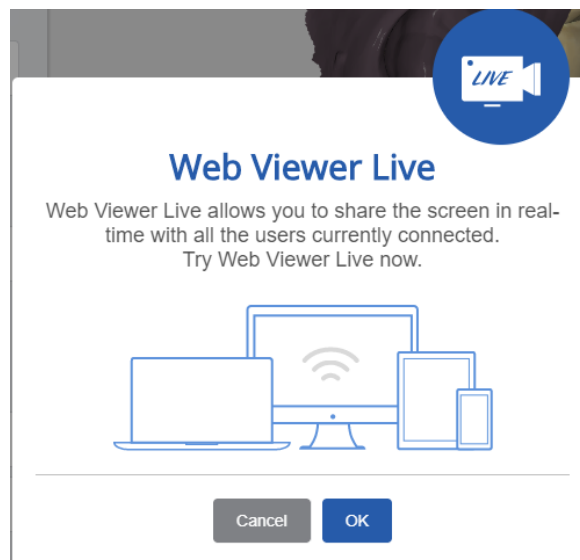 LIVE
Web Viewer Live
Web Viewer Live allows you to share the screen in real-
time with all the users currently connected.
Try Web Viewer Live now.
Cancel
OK